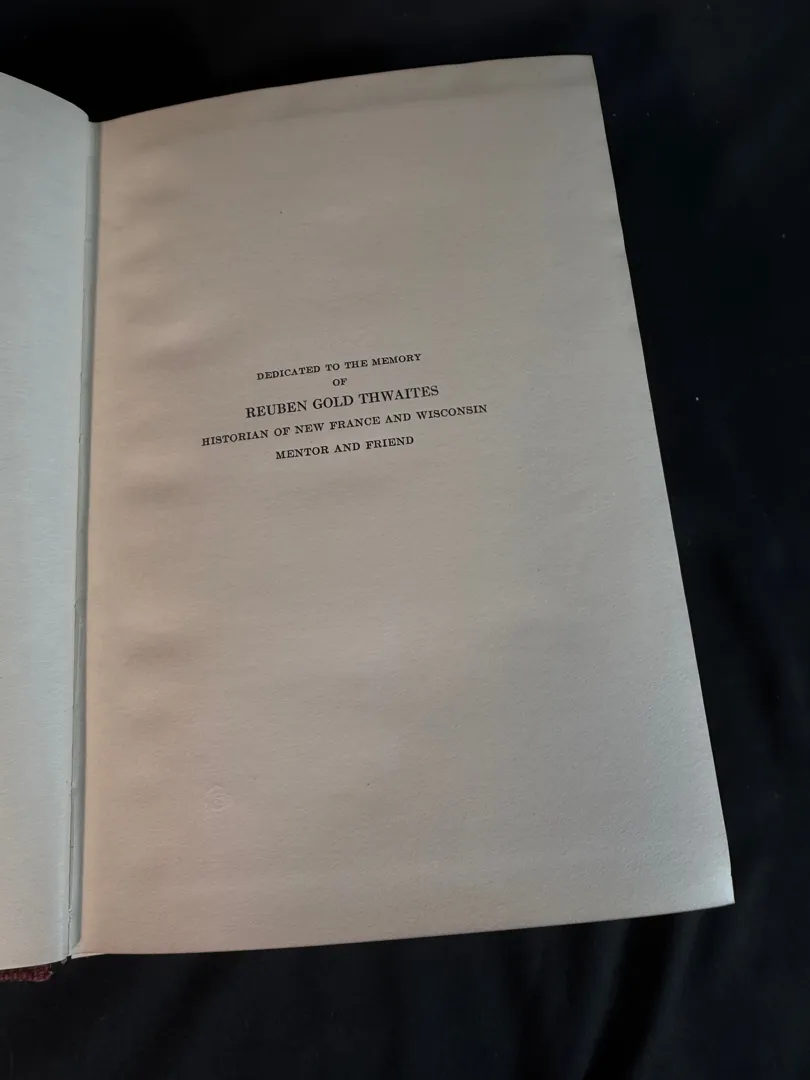 DEDICATED TO THE MEMORY
OF
REUBEN GOLD THWAITES
HISTORIAN OF NEW FRANCE AND WISCONSIN
MENTOR AND FRIEND